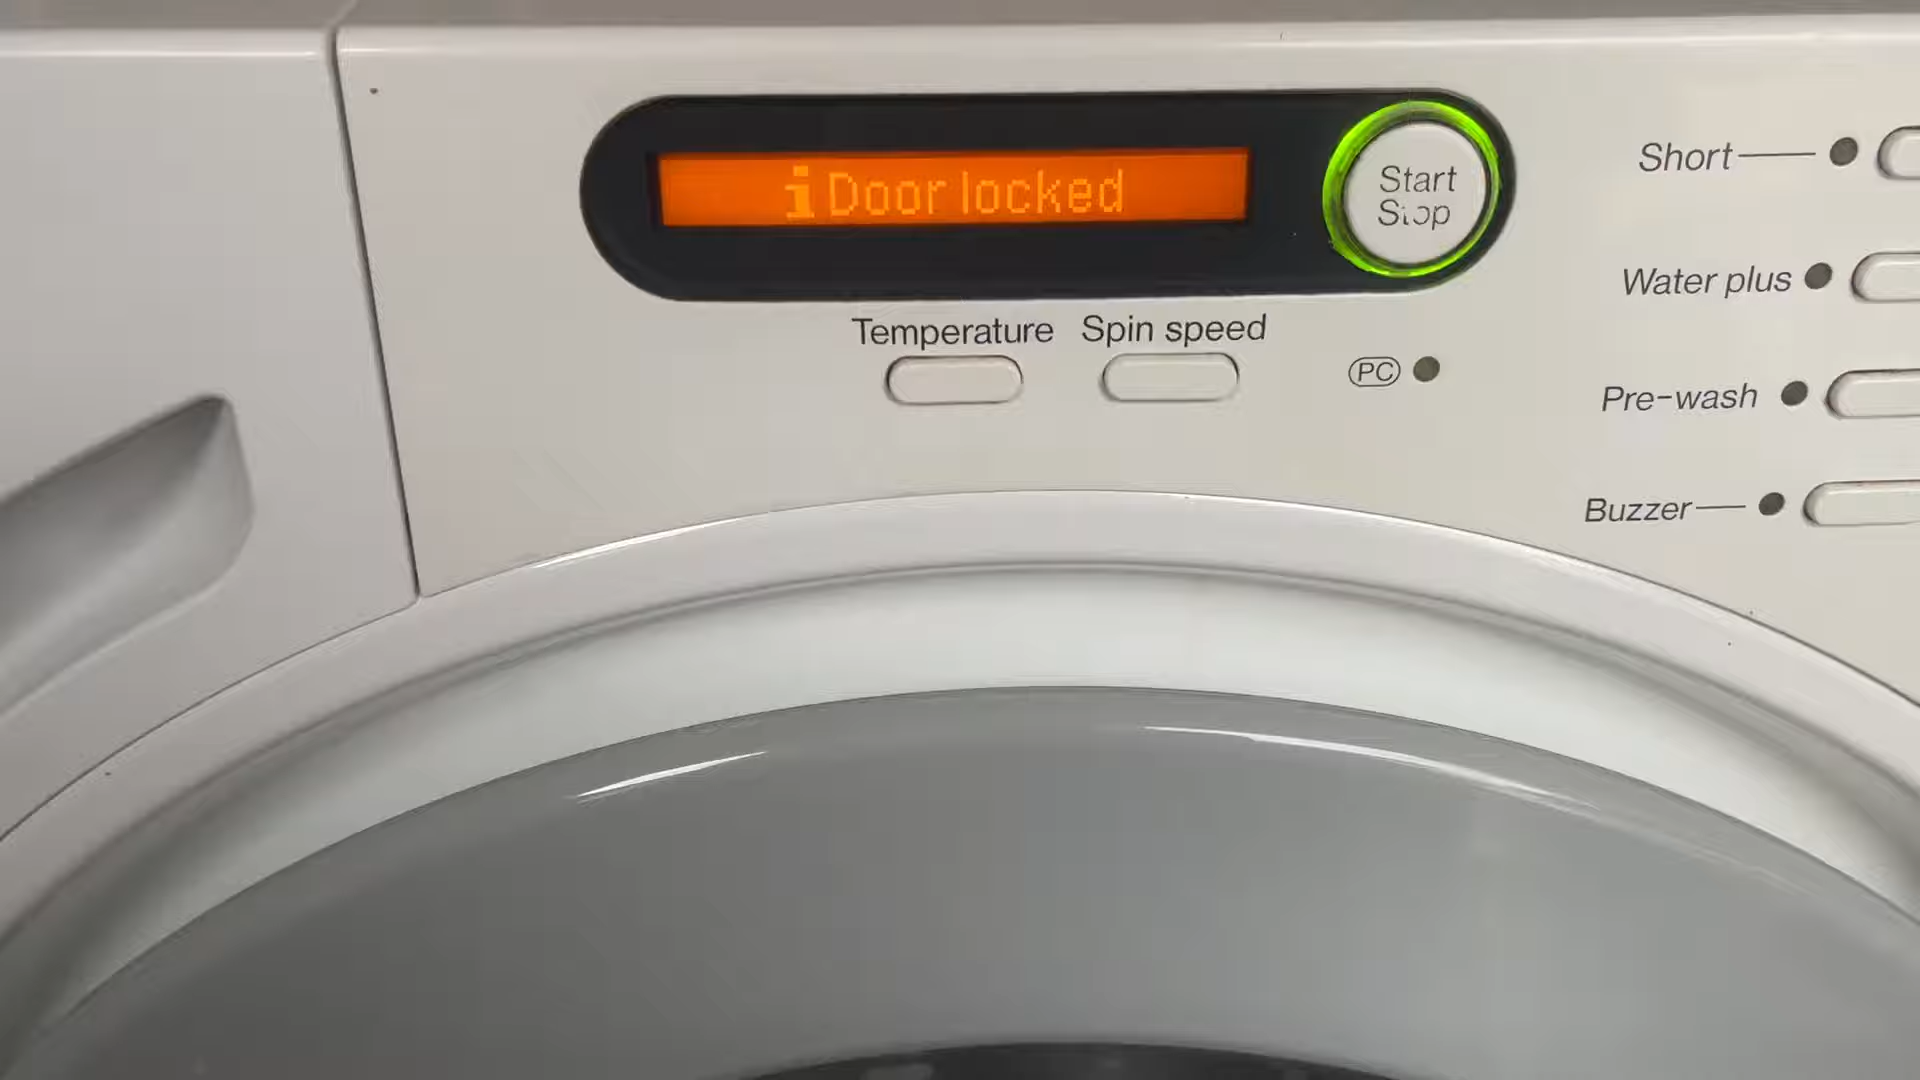 i Door locked
Start
Stop
Temperature
Spin speed
PC
Short
Water plus
Pre-wash
Buzzer